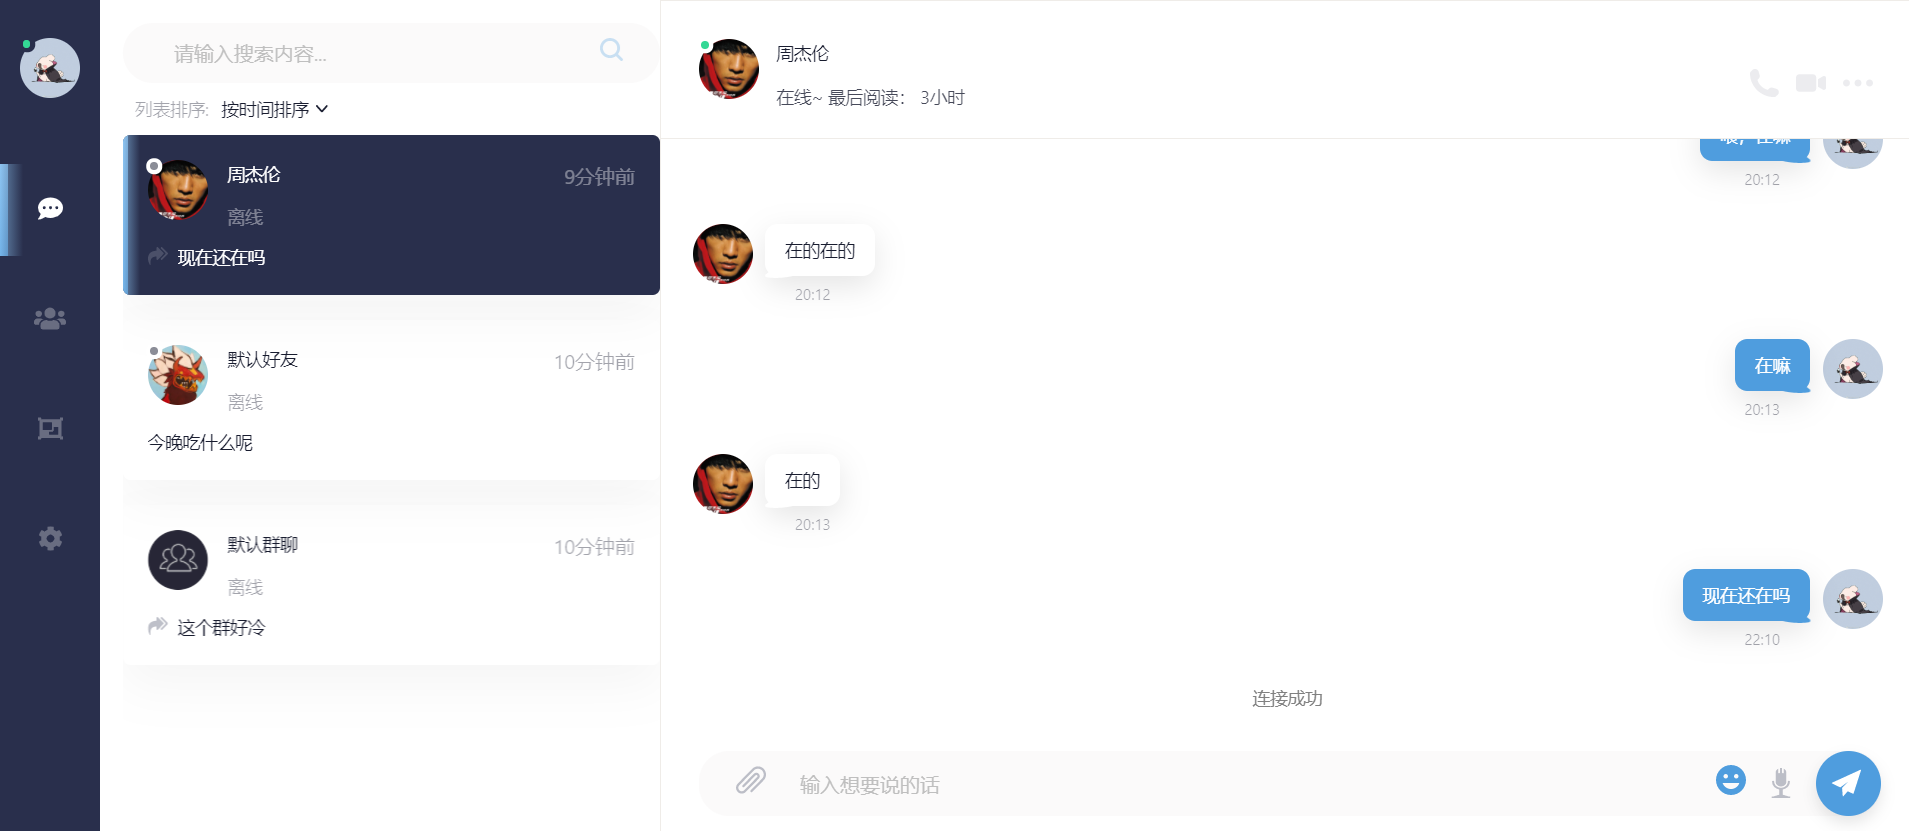 请输入搜索内容...
列表排序: 按时间排序
周杰伦
9分钟前
离线
现在还在吗
默认好友
10分钟前
离线
今晚吃什么呢
默认群聊
10分钟前
离线
这个群好冷
周杰伦
在线~ 最后阅读： 3小时
20:12
在的在的
20:12
在嘛
20:13
在的
20:13
现在还在吗
22:10
连接成功
输入想要说的话